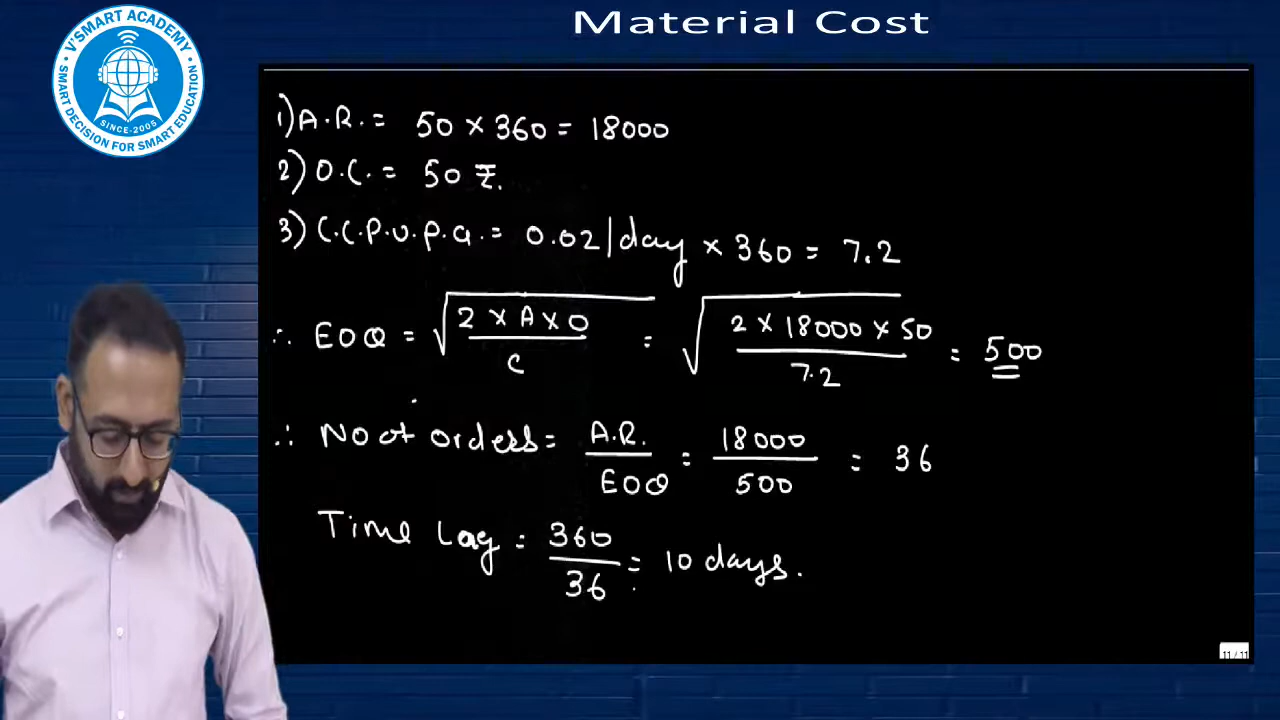 Material Cost
V'SMART ACADEMY
SMART DECISION FOR SMART EDUCATION
SINCE-2005
1) A.R. = 50 × 360 = 18000
2) O.C. = 50 ₹.
3) C.C.P.U.P.a. = 0.02/day × 360 = 7.2
∴ EOQ = √(2 × A × O / C) = √(2 × 18000 × 50 / 7.2) = 500
∴ No of orders = A.R. / EOQ = 18000 / 500 = 36
Time Lag = 360 / 36 = 10 days.
11 / 11